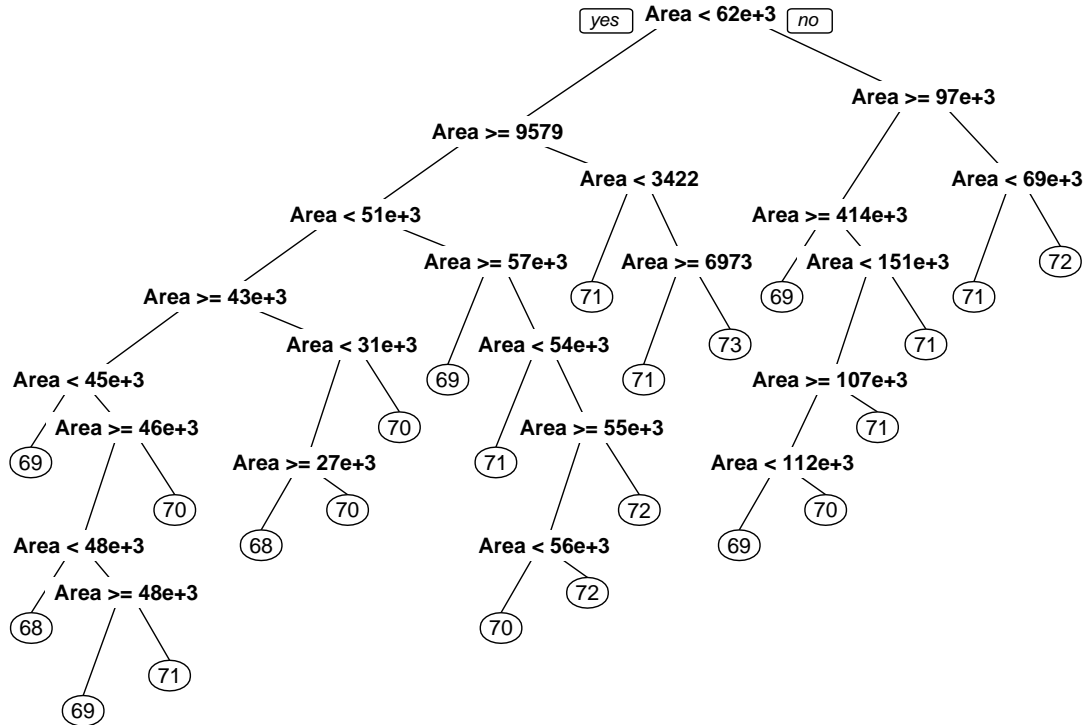 yes Area < 62e+3 no
Area >= 97e+3
Area >= 9579
Area < 3422 Area < 69e+3
Area < 51e+3 Area >= 414e+3
Area >= 57e+3 Area >= 6973 Area < 151e+3 72
Area >= 43e+3 71 69 71
Area < 31e+3 Area < 54e+3 73 71
Area < 45e+3 69 71 Area >= 107e+3
Area >= 46e+3 70 Area >= 55e+3 71
69 Area >= 27e+3 71 Area < 112e+3
70 70 72 70
Area < 48e+3 68 Area < 56e+3 69
Area >= 48e+3 72
68 70
71
69